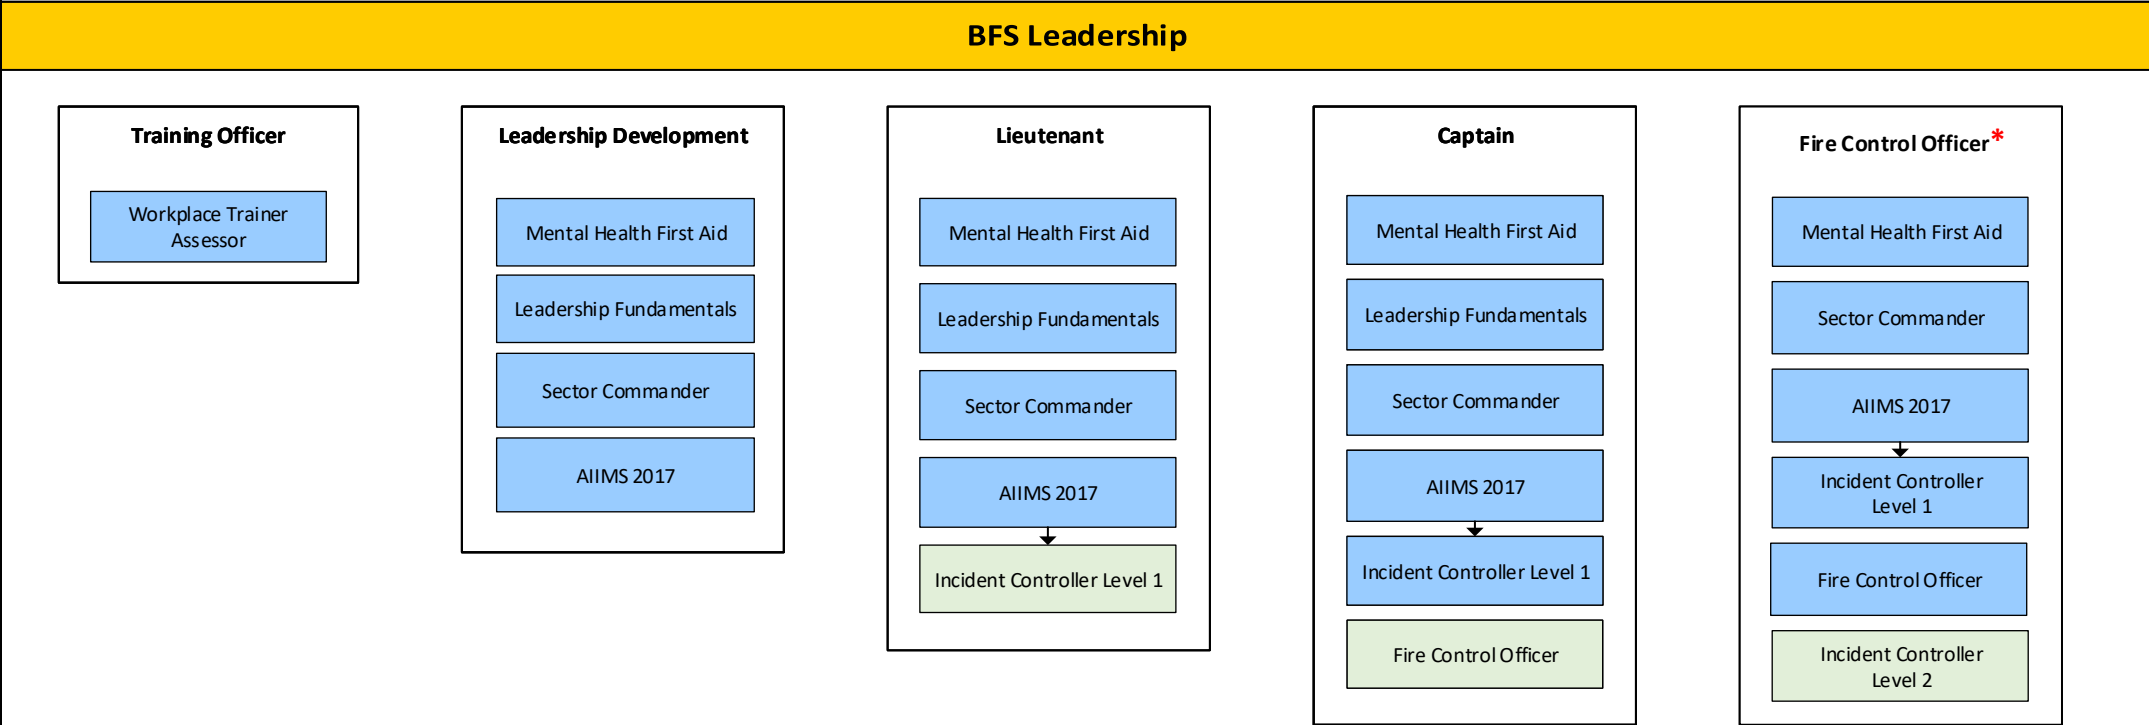 BFS Leadership
Training Officer
Workplace Trainer
Assessor
Leadership Development
Mental Health First Aid
Leadership Fundamentals
Sector Commander
AIIMS 2017
Lieutenant
Mental Health First Aid
Leadership Fundamentals
Sector Commander
AIIMS 2017
Incident Controller Level 1
Captain
Mental Health First Aid
Leadership Fundamentals
Sector Commander
AIIMS 2017
Incident Controller Level 1
Fire Control Officer
Fire Control Officer*
Mental Health First Aid
Sector Commander
AIIMS 2017
Incident Controller
Level 1
Fire Control Officer
Incident Controller
Level 2